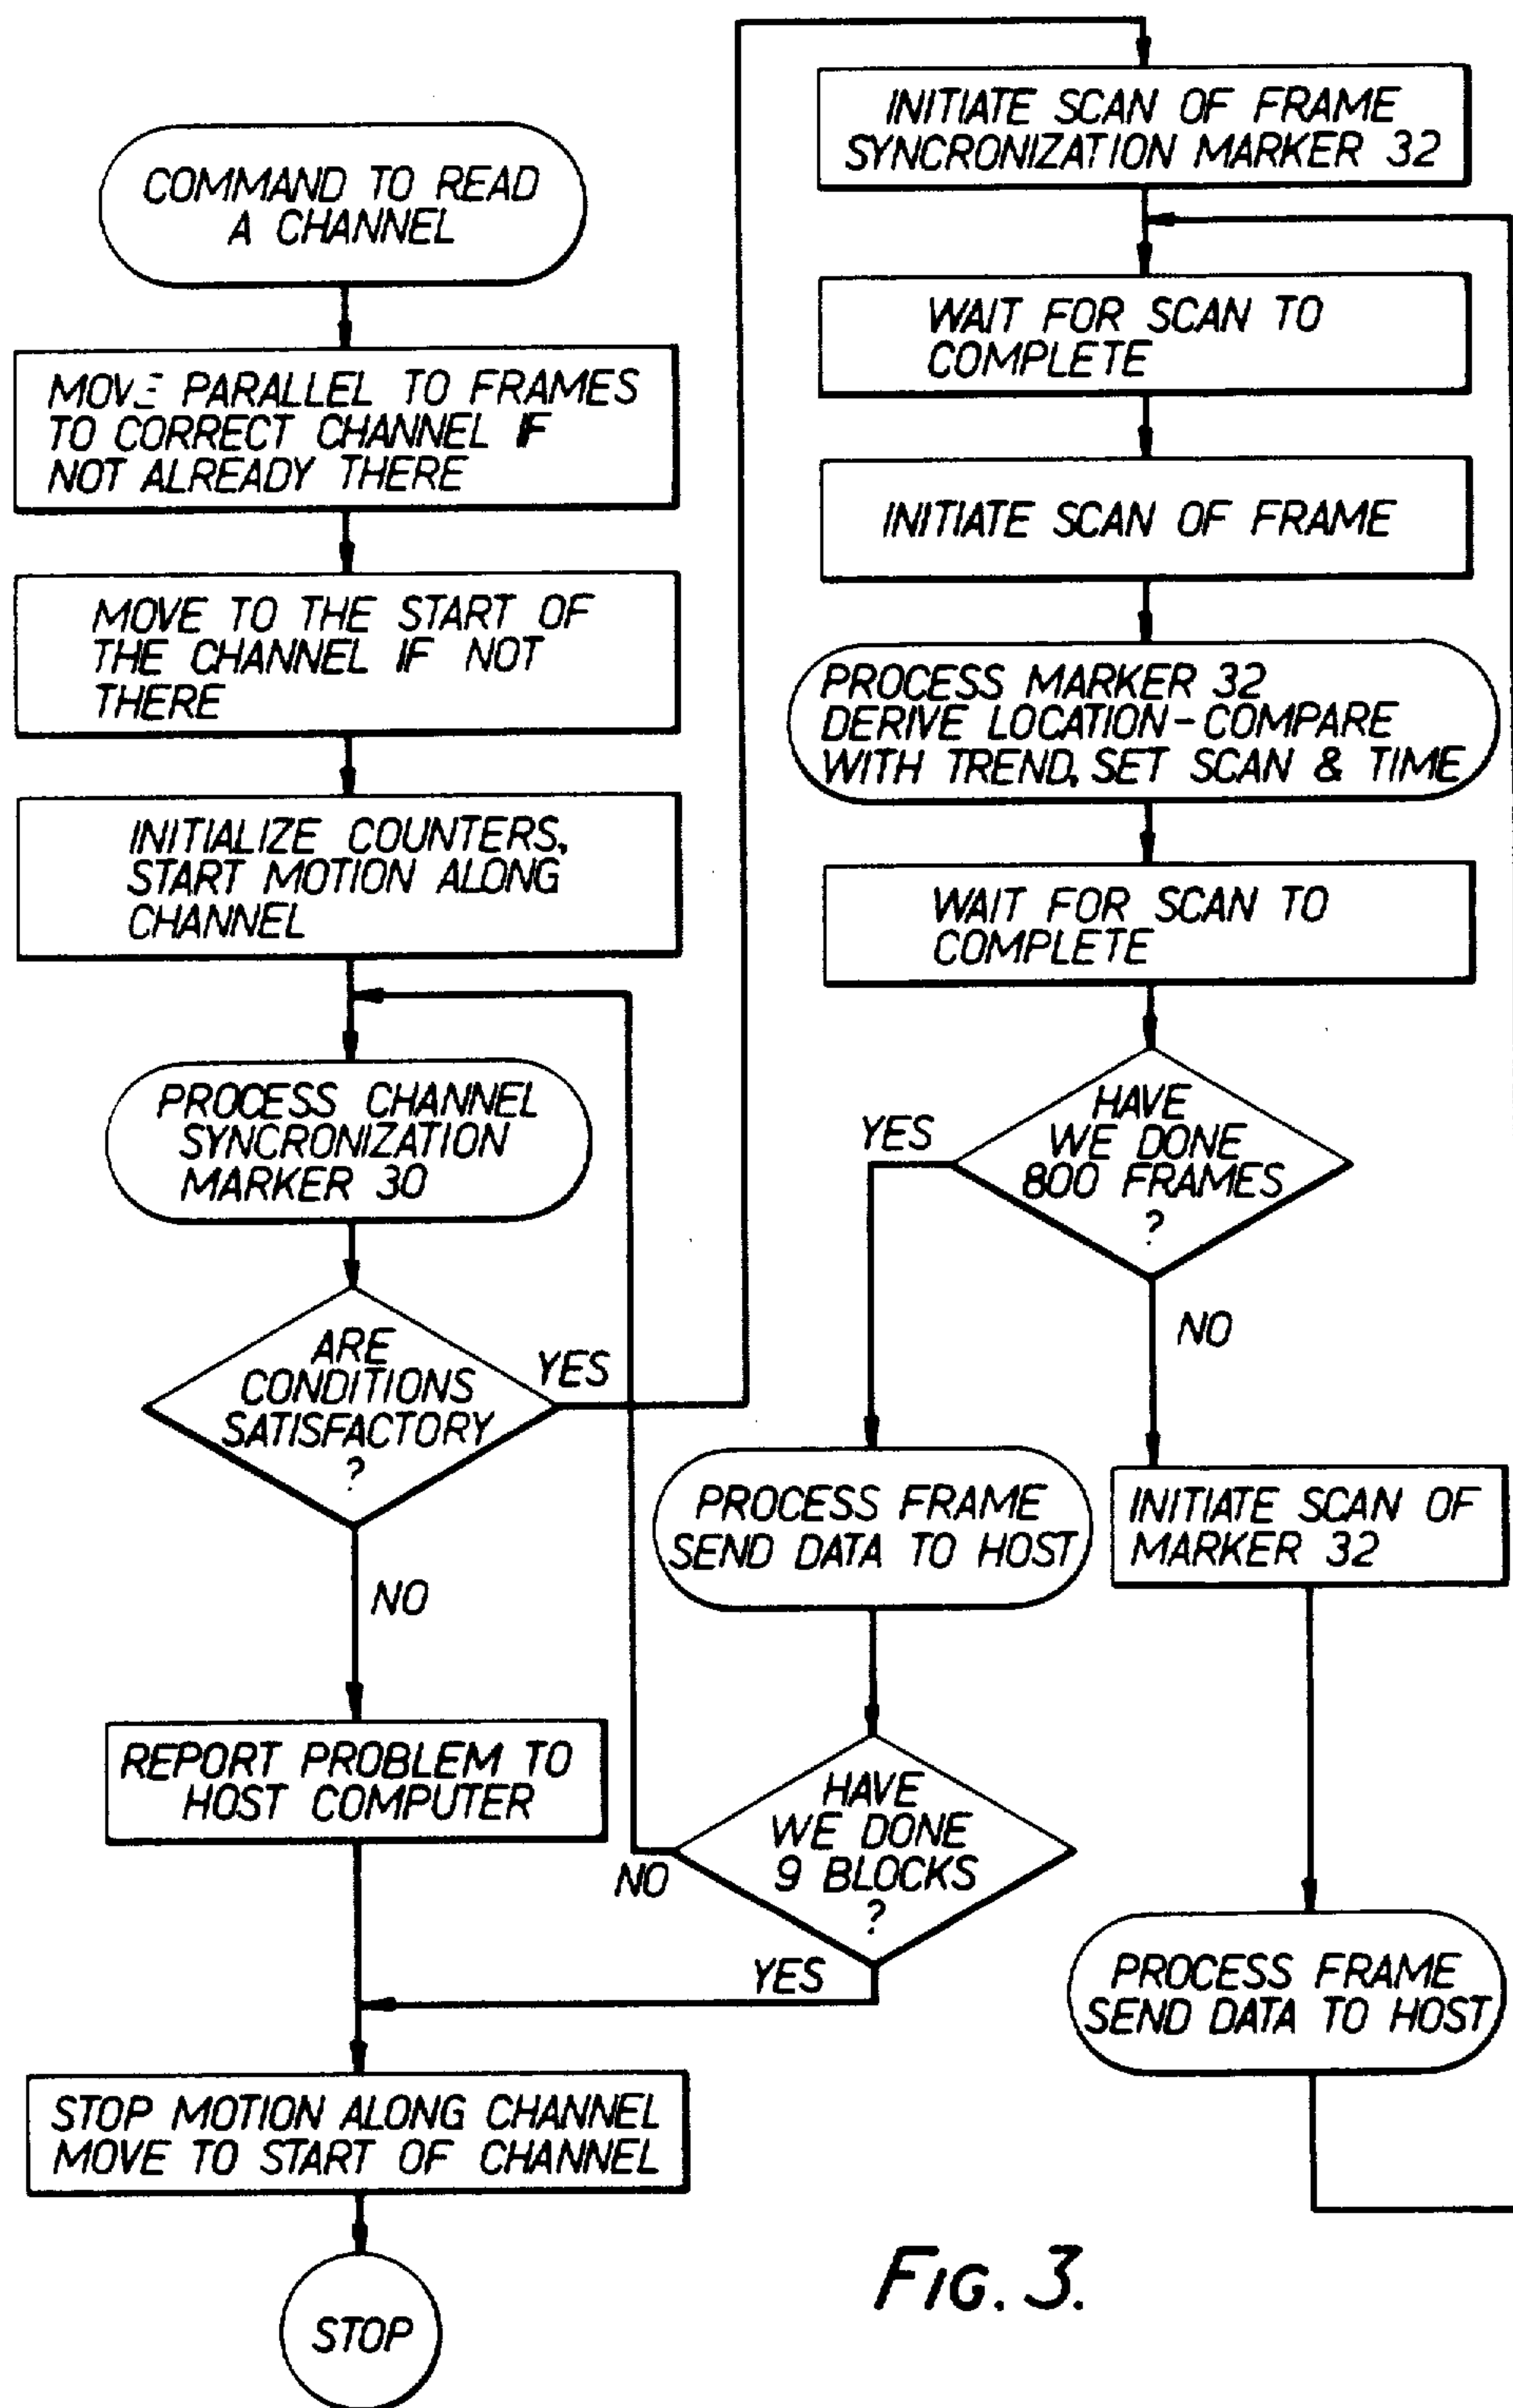 COMMAND TO READ
A CHANNEL
MOVE PARALLEL TO FRAMES
TO CORRECT CHANNEL IF
NOT ALREADY THERE
MOVE TO THE START OF
THE CHANNEL IF NOT
THERE
INITIALIZE COUNTERS,
START MOTION ALONG
CHANNEL
PROCESS CHANNEL
SYNCRONIZATION
MARKER 30
ARE
CONDITIONS
SATISFACTORY
?
YES
NO
REPORT PROBLEM TO
HOST COMPUTER
STOP MOTION ALONG CHANNEL
MOVE TO START OF CHANNEL
STOP
INITIATE SCAN OF FRAME
SYNCRONIZATION MARKER 32
WAIT FOR SCAN TO
COMPLETE
INITIATE SCAN OF FRAME
PROCESS MARKER 32
DERIVE LOCATION-COMPARE
WITH TREND, SET SCAN & TIME
WAIT FOR SCAN TO
COMPLETE
HAVE
WE DONE
800 FRAMES
?
YES
NO
PROCESS FRAME
SEND DATA TO HOST
HAVE
WE DONE
9 BLOCKS
?
NO
YES
INITIATE SCAN OF
MARKER 32
PROCESS FRAME
SEND DATA TO HOST
FIG. 3.